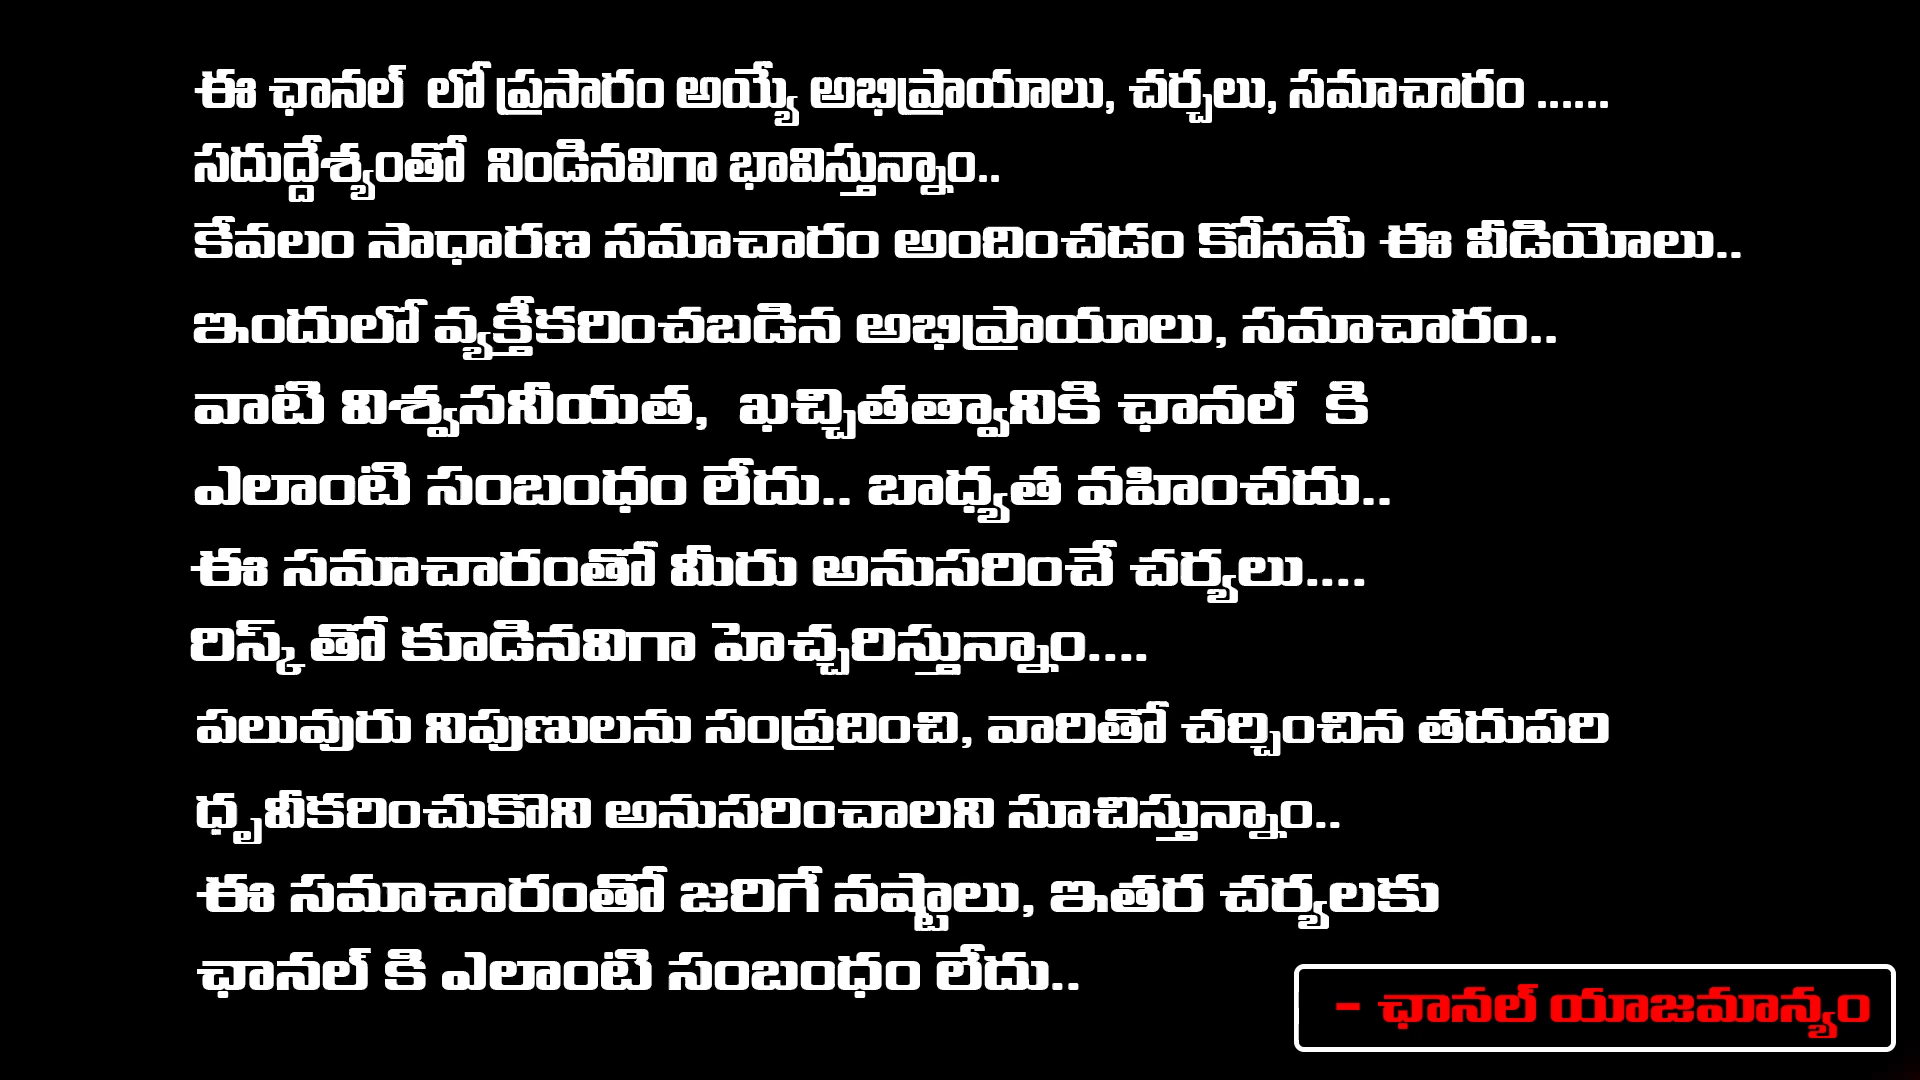 ఈ ఛానల్ లో ప్రసారం అయ్యే అభిప్రాయాలు, చర్చలు, సమాచారం ......
సదుద్దేశ్యంతో నిండినవిగా భావిస్తున్నాం..
కేవలం సాధారణ సమాచారం అందించడం కోసమే ఈ వీడియోలు..
ఇందులో వ్యక్తీకరించబడిన అభిప్రాయాలు, సమాచారం..
వాటి విశ్వసనీయత, ఖచ్చితత్వానికి ఛానల్ కి
ఎలాంటి సంబంధం లేదు.. బాధ్యత వహించదు..
ఈ సమాచారంతో మీరు అనుసరించే చర్యలు....
రిస్క్ తో కూడినవిగా హెచ్చరిస్తున్నాం....
పలువురు నిపుణులను సంప్రదించి, వారితో చర్చించిన తదుపరి
ధృవీకరించుకొని అనుసరించాలని సూచిస్తున్నాం..
ఈ సమాచారంతో జరిగే నష్టాలు, ఇతర చర్యలకు
ఛానల్ కి ఎలాంటి సంబంధం లేదు..
- ఛానల్ యాజమాన్యం